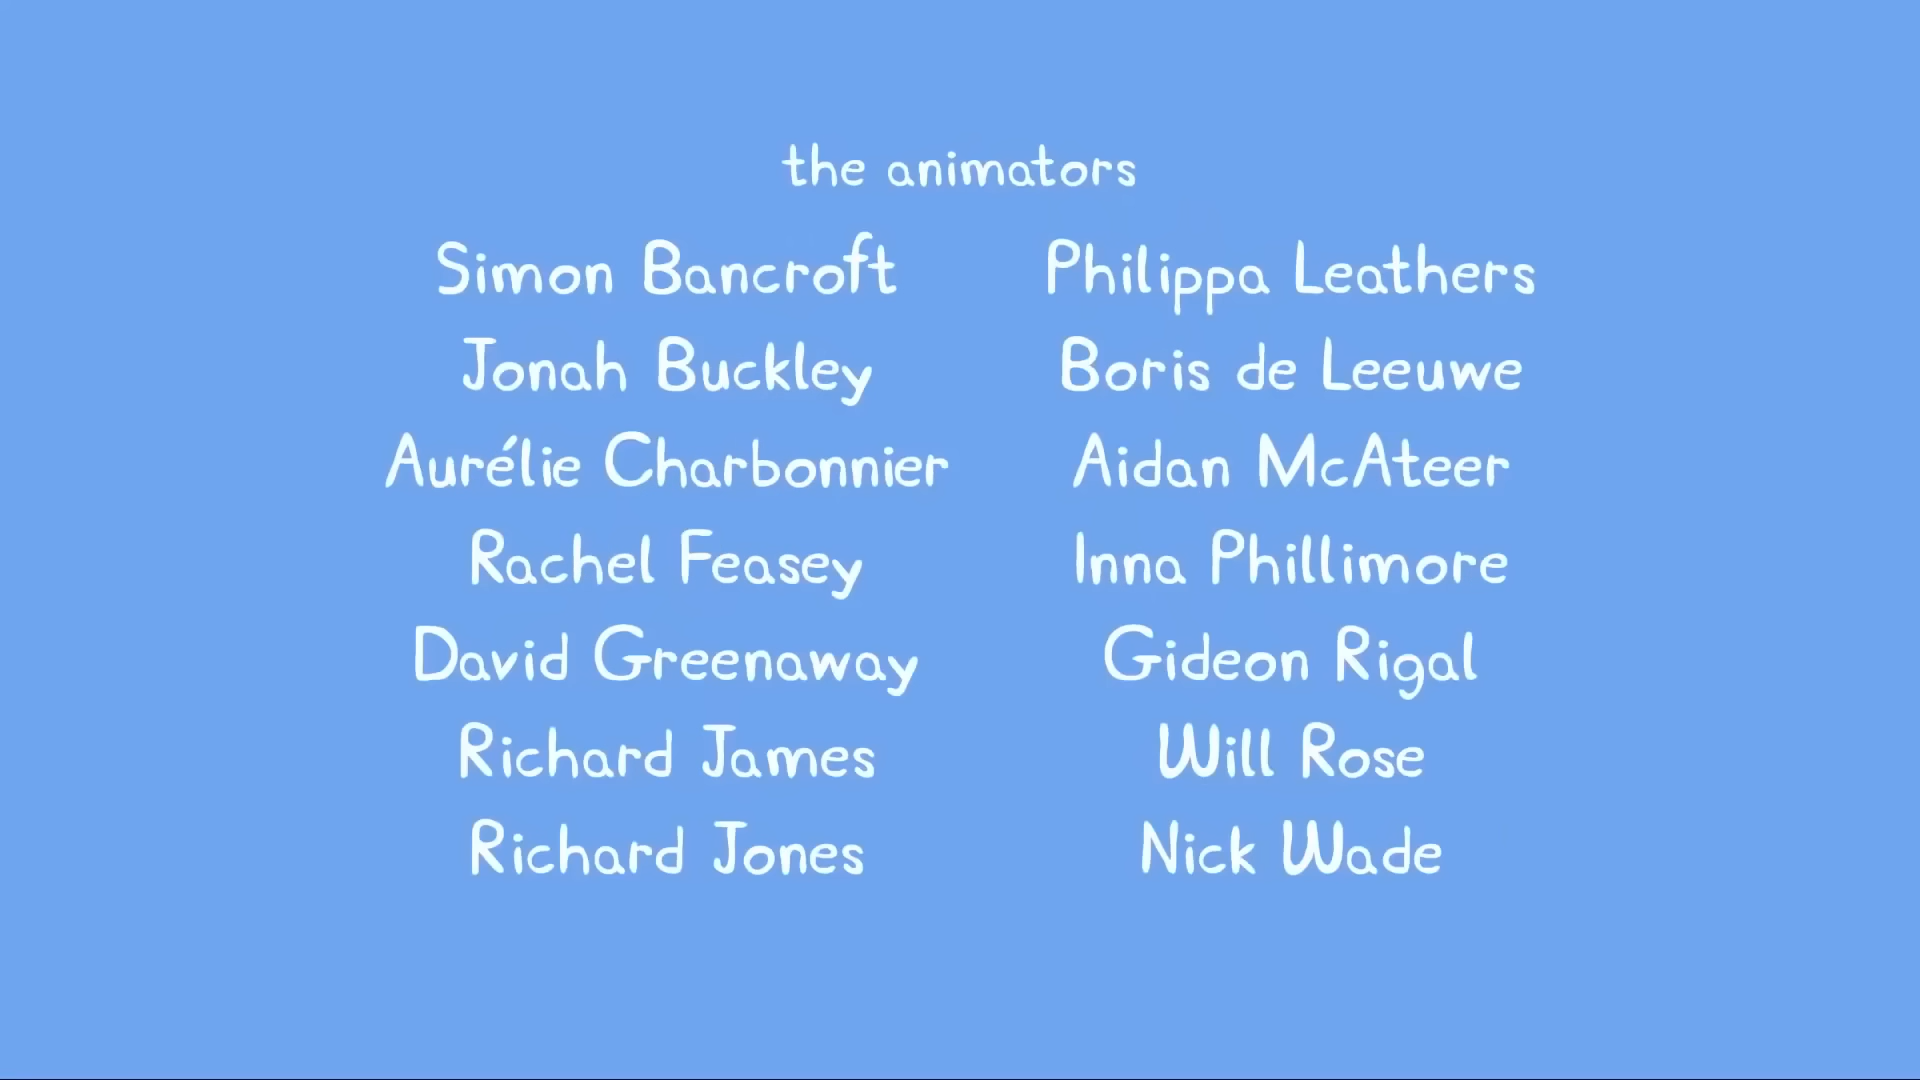 the animators
Simon Bancroft
Jonah Buckley
Aurélie Charbonnier
Rachel Feasey
David Greenaway
Richard James
Richard Jones
Philippa Leathers
Boris de Leeuwe
Aidan McAteer
Inna Phillimore
Gideon Rigal
Will Rose
Nick Wade